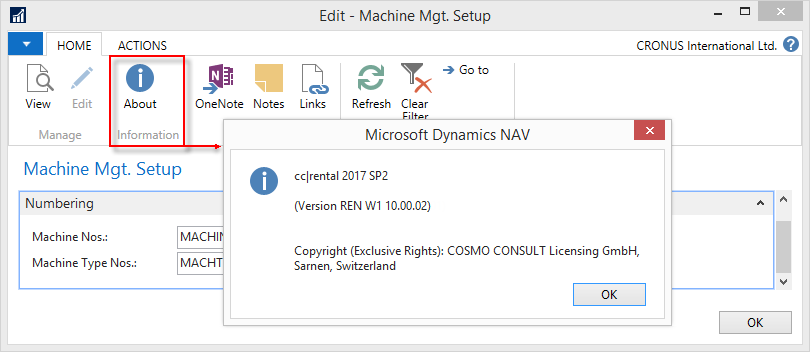 Edit - Machine Mgt. Setup
HOME
ACTIONS
CRONUS International Ltd.
?
View
Edit
About
OneNote
Notes
Links
Refresh
Clear
Filter
Go to
Manage
Information
Machine Mgt. Setup
Numbering
Machine Nos.:
MACHIN
Machine Type Nos.:
MACHT
Microsoft Dynamics NAV
cc|rental 2017 SP2
(Version REN W1 10.00.02)
Copyright (Exclusive Rights): COSMO CONSULT Licensing GmbH,
Sarnen, Switzerland
OK
OK